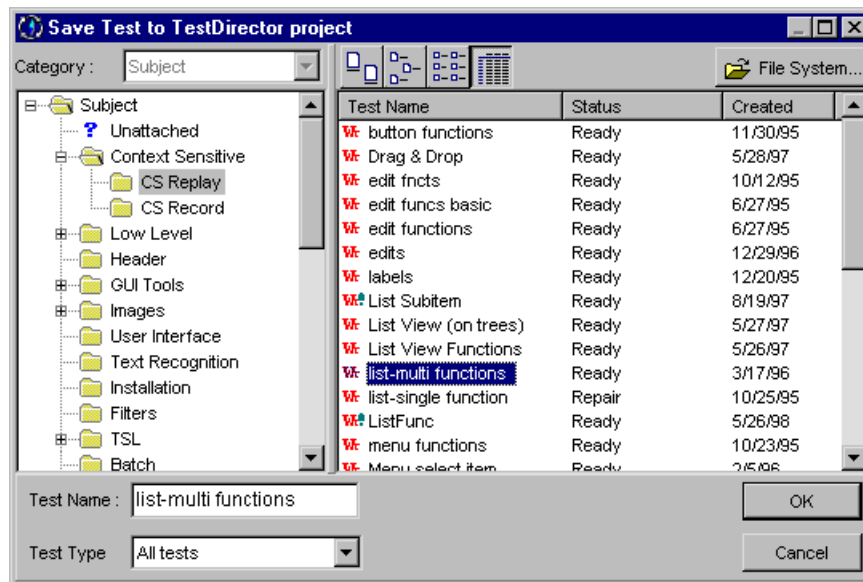 Save Test to TestDirector project
Category : Subject
File System...
Subject
Unattached
Context Sensitive
CS Replay
CS Record
Low Level
Header
GUI Tools
Images
User Interface
Text Recognition
Installation
Filters
TSL
Batch
Test Name Status Created
button functions Ready 11/30/95
Drag & Drop Ready 5/28/97
edit fncts Ready 10/12/95
edit funcs basic Ready 6/27/95
edit functions Ready 6/27/95
edits Ready 12/29/96
labels Ready 12/20/95
List Subitem Ready 8/19/97
List View (on trees) Ready 5/27/97
List View Functions Ready 5/26/97
list-multi functions Ready 3/17/96
list-single function Repair 10/25/95
ListFunc Ready 5/26/98
menu functions Ready 10/23/95
Menu select item Ready 2/5/96
Test Name : list-multi functions
OK
Test Type All tests
Cancel